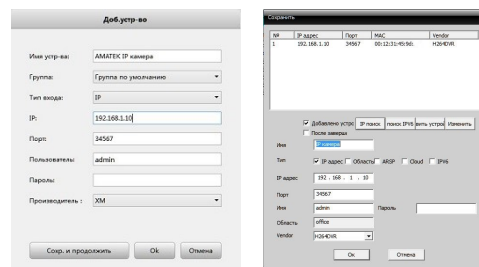 Доб.устр-во
Имя устр-ва: AMATEK IP камера
Группа: Группа по умолчанию
Тип входа: IP
IP: 192.168.1.10
Порт: 34567
Пользователь admin
Пароль:
Производитель : XM
Сохр. и продолжить Ok Отмена
Сохранить
№ IP адрес Порт MAC Vendor
1 192.168.1.10 34567 00:12:31:45:9d: H264DVR
Добавлено устрс IP поиск поиск IPV6 вить устрой Изменить
После заверш
Имя IP камера
Тип IP адрес Область ARSP Cloud IPV6
IP адрес 192 . 168 . 1 . 10
Порт 34567
Имя admin Пароль
Область office
Vendor H264DVR
Ок Отмена